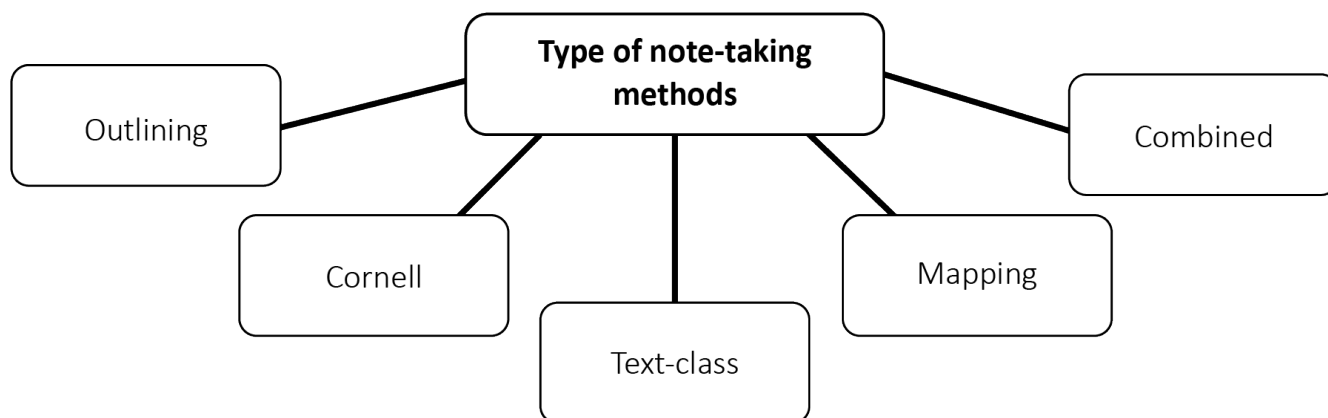 Type of note-taking
methods
Outlining
Combined
Cornell
Mapping
Text-class